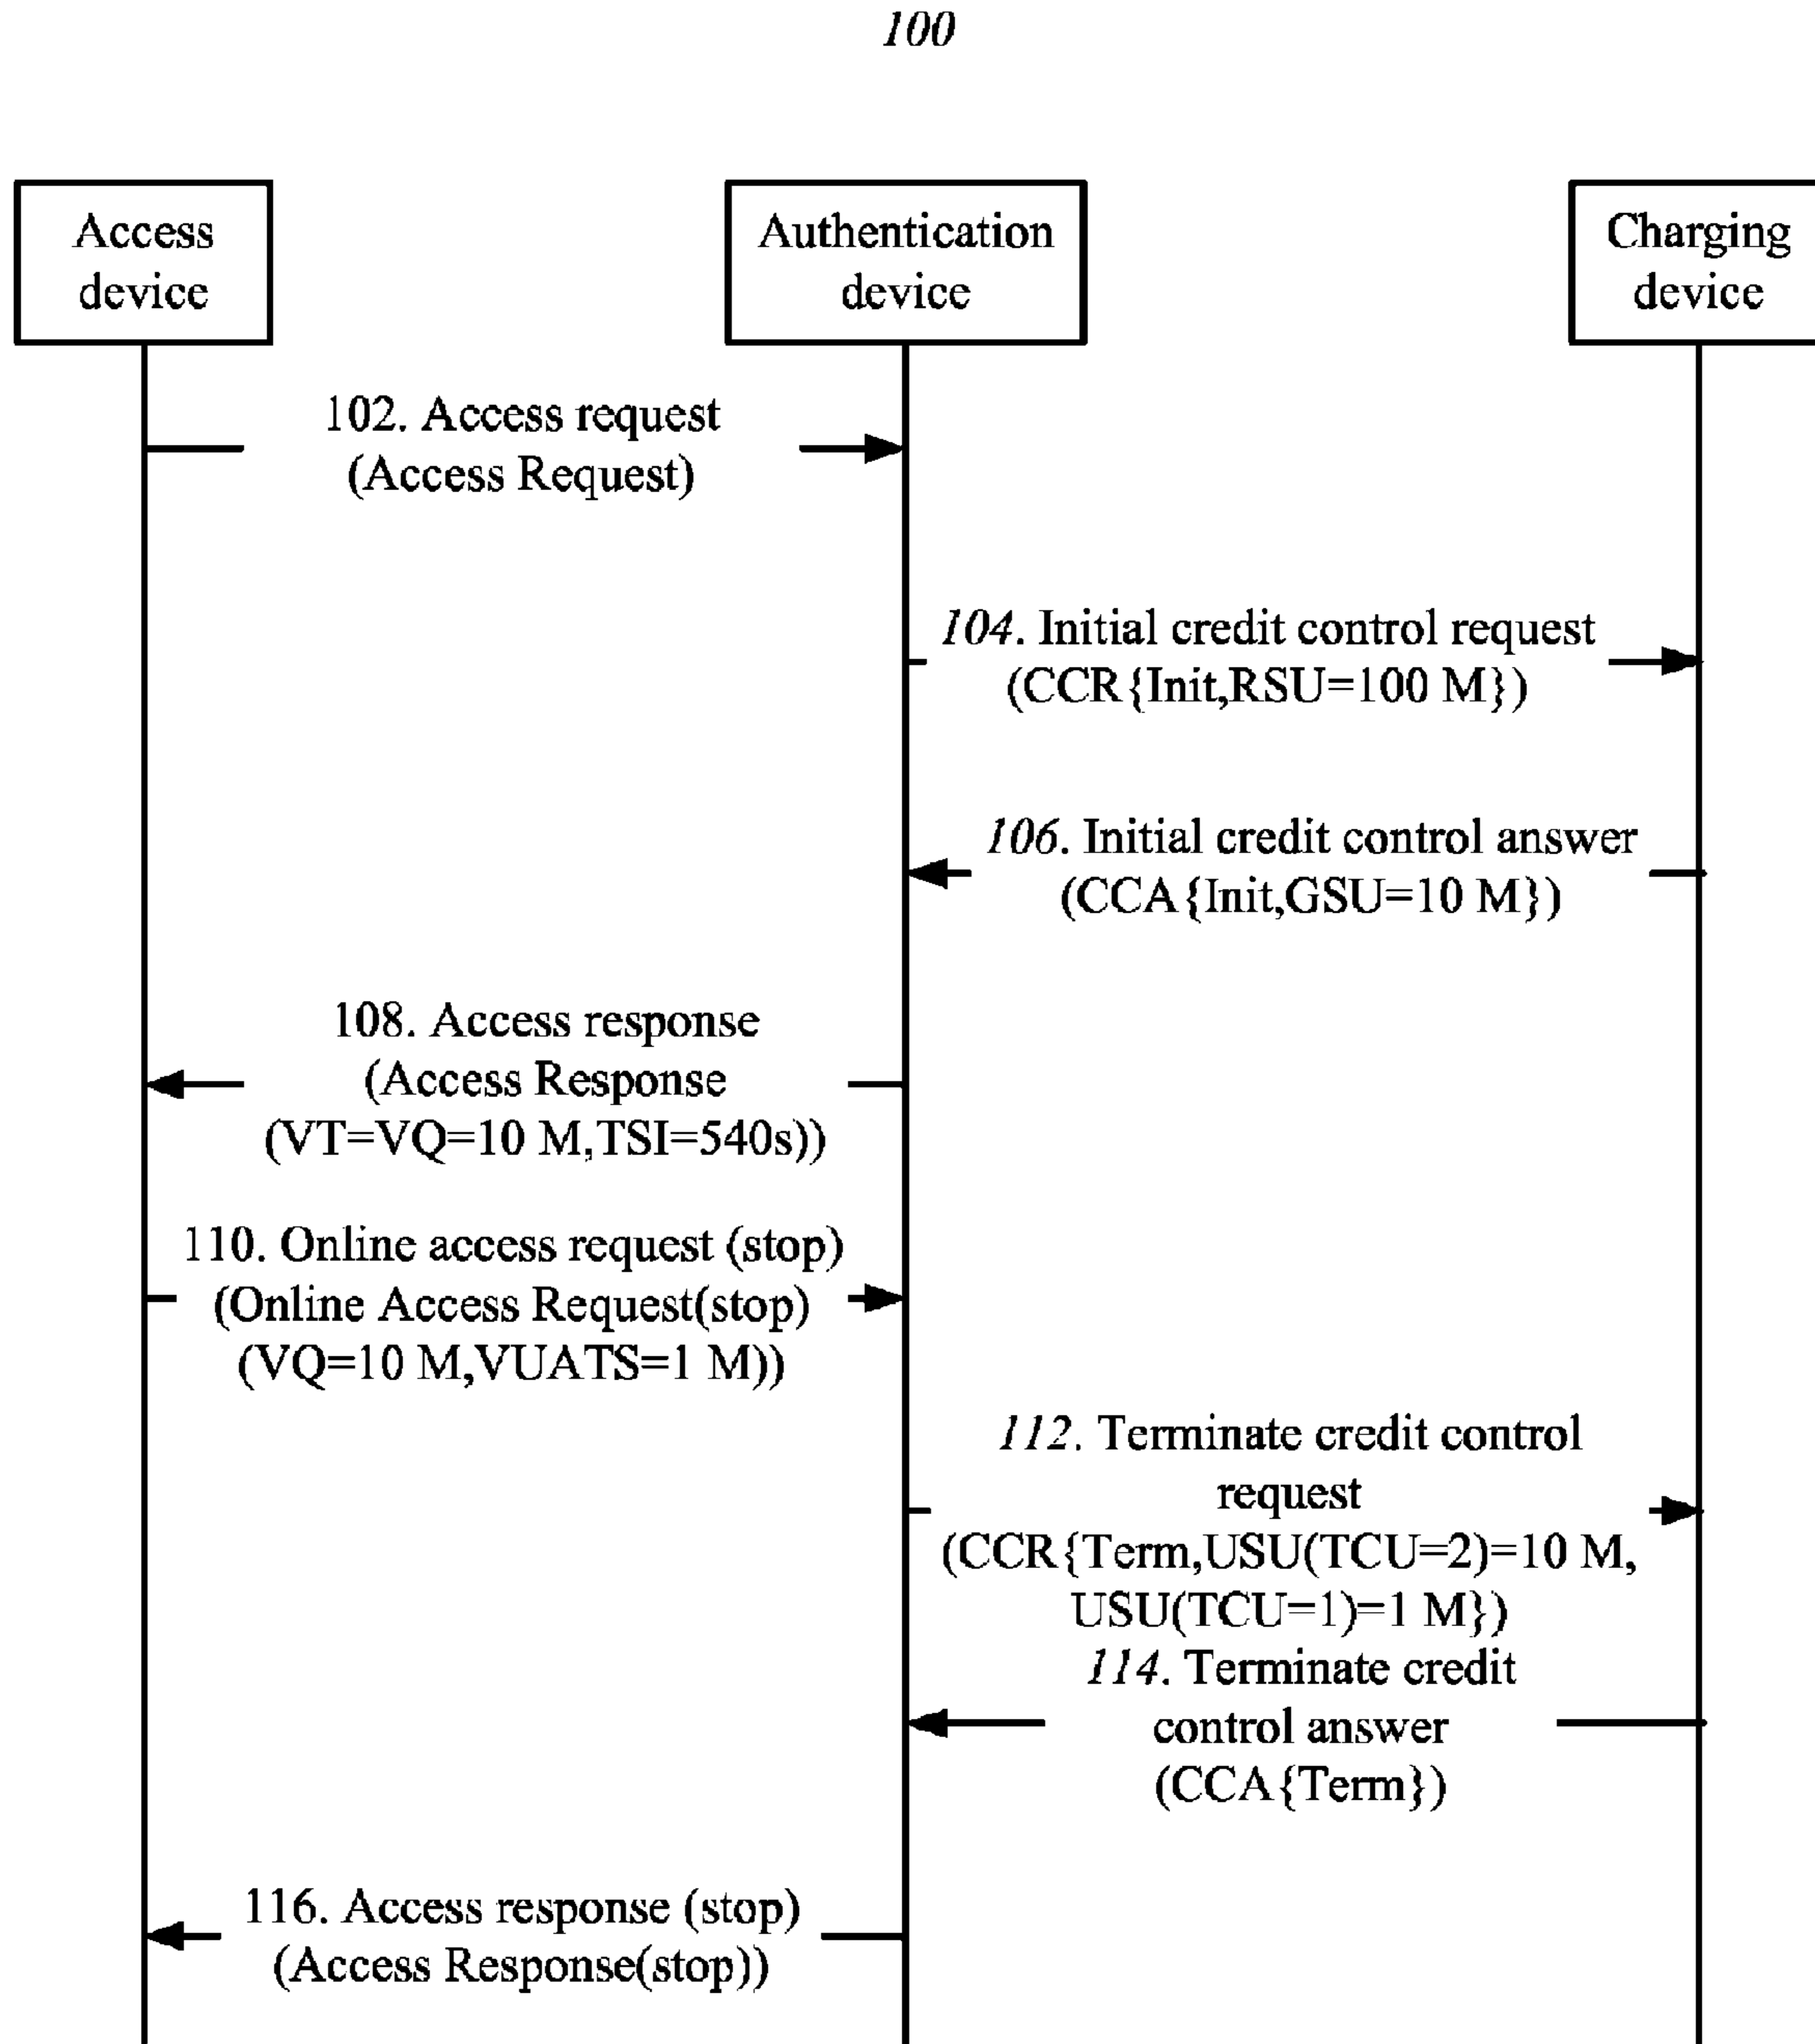 100
Access
device
Authentication
device
Charging
device
102. Access request
(Access Request)
104. Initial credit control request
(CCR{Init,RSU=100 M})
106. Initial credit control answer
(CCA{Init,GSU=10 M})
108. Access response
(Access Response
(VT=VQ=10 M,TSI=540s))
110. Online access request (stop)
(Online Access Request(stop)
(VQ=10 M,VUATS=1 M))
112. Terminate credit control
request
(CCR{Term,USU(TCU=2)=10 M,
USU(TCU=1)=1 M})
114. Terminate credit
control answer
(CCA{Term})
116. Access response (stop)
(Access Response(stop))